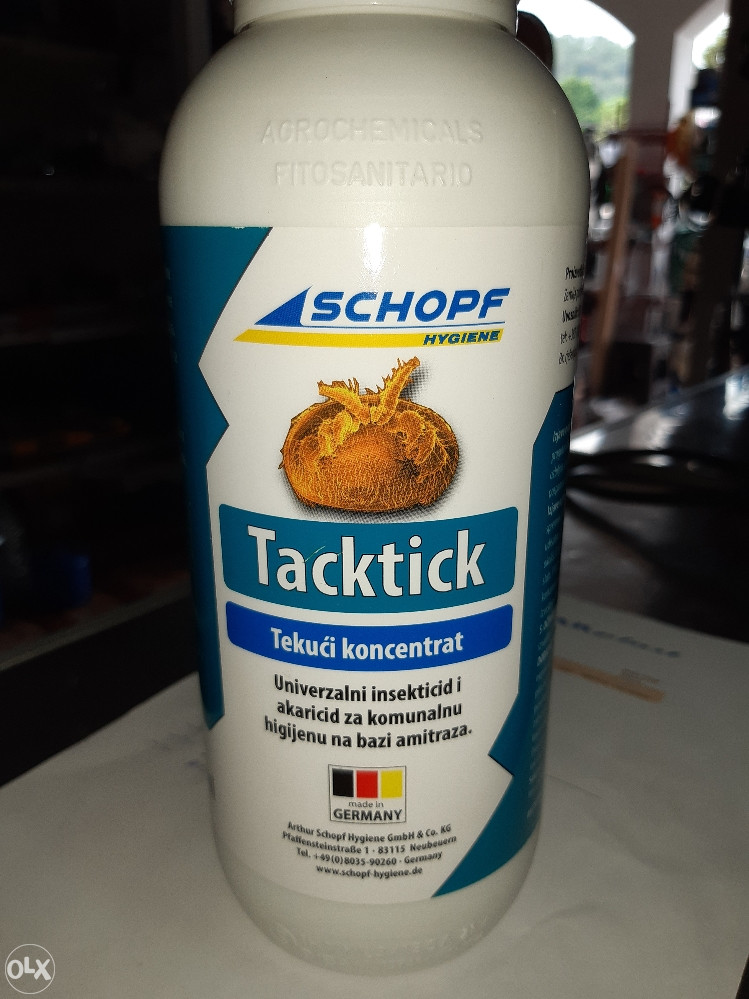 AGROCHEMICALS
FITOSANITARIO
SCHOPF
HYGIENE
Tacktick
Tekući koncentrat
Univerzalni insekticid i
akaricid za komunalnu
higijenu na bazi amitraza.
made in
GERMANY
Arthur Schopf Hygiene GmbH & Co. KG
Pfaffensteinstraße 1 · 83115 Neubeuern
Tel. +49(0)8035-90260 · Germany
www.schopf-hygiene.de
OLX